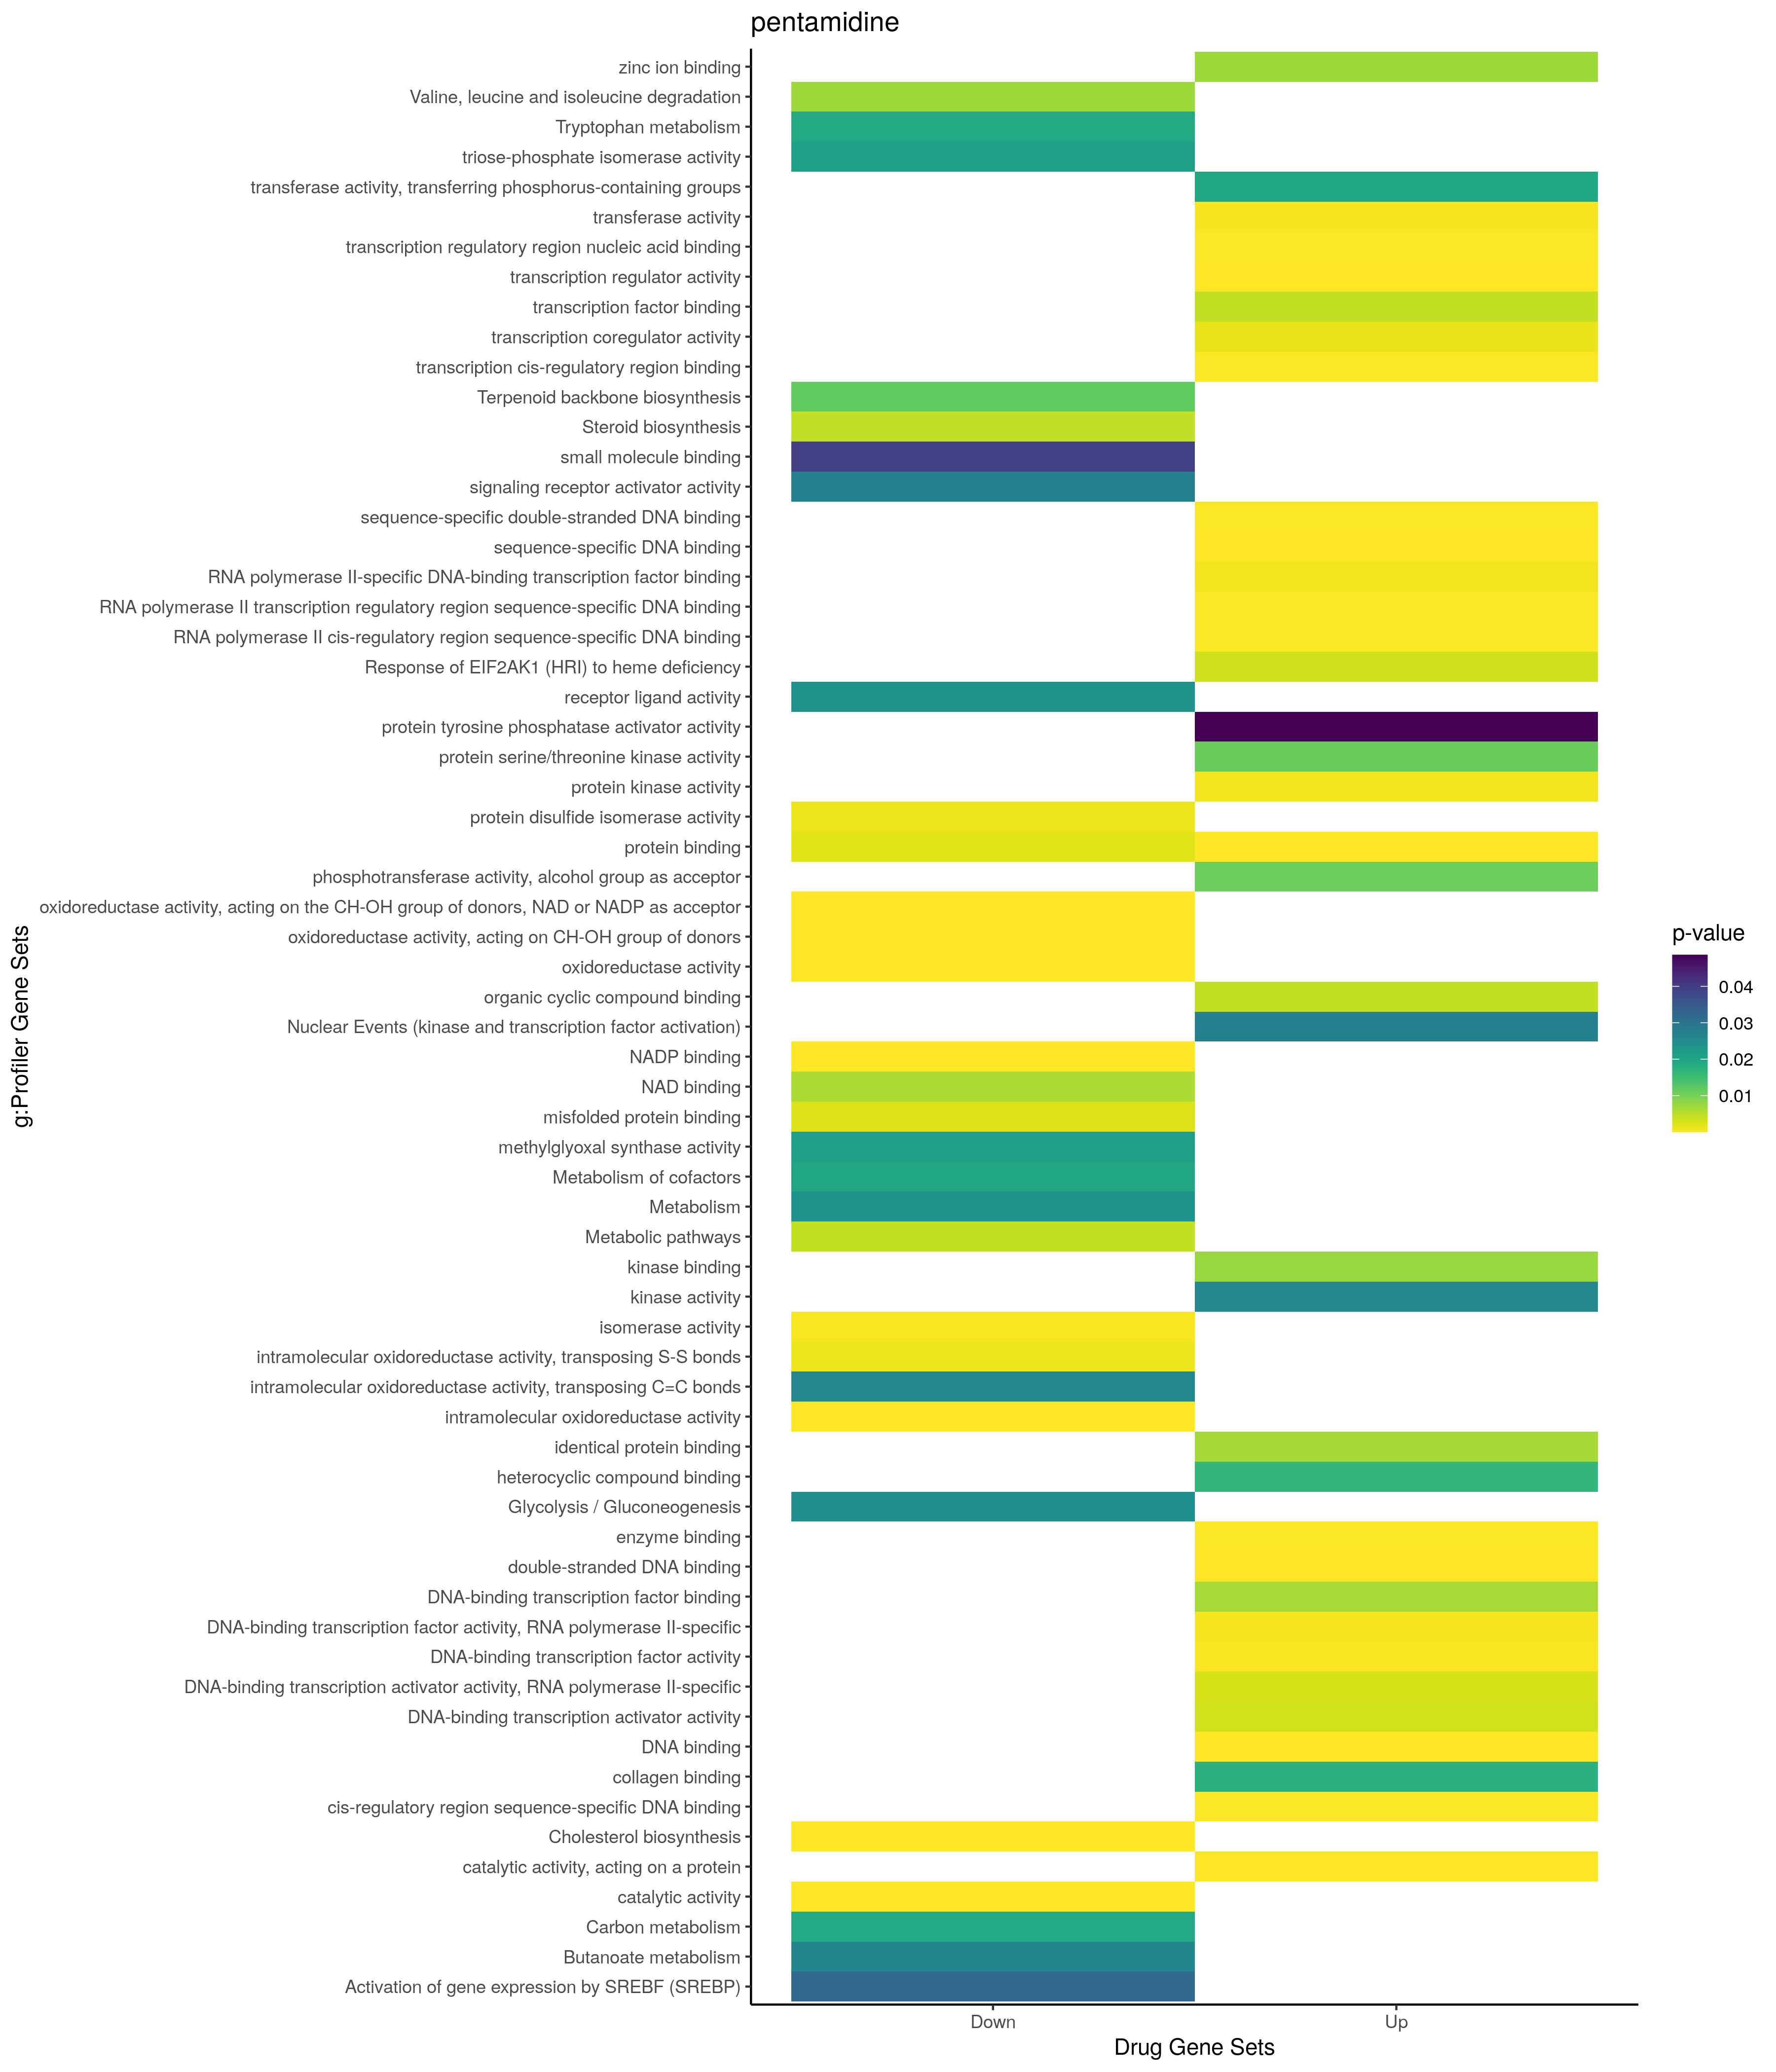 pentamidine
zinc ion binding
Valine, leucine and isoleucine degradation
Tryptophan metabolism
triose-phosphate isomerase activity
transferase activity, transferring phosphorus-containing groups
transferase activity
transcription regulatory region nucleic acid binding
transcription regulator activity
transcription factor binding
transcription coregulator activity
transcription cis-regulatory region binding
Terpenoid backbone biosynthesis
Steroid biosynthesis
small molecule binding
signaling receptor activator activity
sequence-specific double-stranded DNA binding
sequence-specific DNA binding
RNA polymerase II-specific DNA-binding transcription factor binding
RNA polymerase II transcription regulatory region sequence-specific DNA binding
RNA polymerase II cis-regulatory region sequence-specific DNA binding
Response of EIF2AK1 (HRI) to heme deficiency
receptor ligand activity
protein tyrosine phosphatase activator activity
protein serine/threonine kinase activity
protein kinase activity
protein disulfide isomerase activity
protein binding
phosphotransferase activity, alcohol group as acceptor
oxidoreductase activity, acting on the CH-OH group of donors, NAD or NADP as acceptor
oxidoreductase activity, acting on CH-OH group of donors
oxidoreductase activity
organic cyclic compound binding
Nuclear Events (kinase and transcription factor activation)
NADP binding
NAD binding
misfolded protein binding
methylglyoxal synthase activity
Metabolism of cofactors
Metabolism
Metabolic pathways
kinase binding
kinase activity
isomerase activity
intramolecular oxidoreductase activity, transposing S-S bonds
intramolecular oxidoreductase activity, transposing C=C bonds
intramolecular oxidoreductase activity
identical protein binding
heterocyclic compound binding
Glycolysis / Gluconeogenesis
enzyme binding
double-stranded DNA binding
DNA-binding transcription factor binding
DNA-binding transcription factor activity, RNA polymerase II-specific
DNA-binding transcription factor activity
DNA-binding transcription activator activity, RNA polymerase II-specific
DNA-binding transcription activator activity
DNA binding
collagen binding
cis-regulatory region sequence-specific DNA binding
Cholesterol biosynthesis
catalytic activity, acting on a protein
catalytic activity
Carbon metabolism
Butanoate metabolism
Activation of gene expression by SREBF (SREBP)
g:Profiler Gene Sets
Down
Up
Drug Gene Sets
p-value
0.04
0.03
0.02
0.01